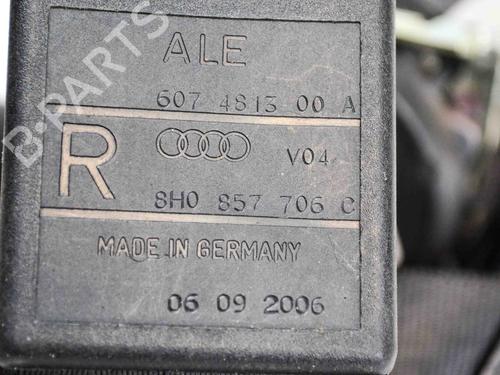 B-PARTS
ALE
607 4813 00 A
R
V04
8H0 857 706 C
MADE IN GERMANY
06 09 2006